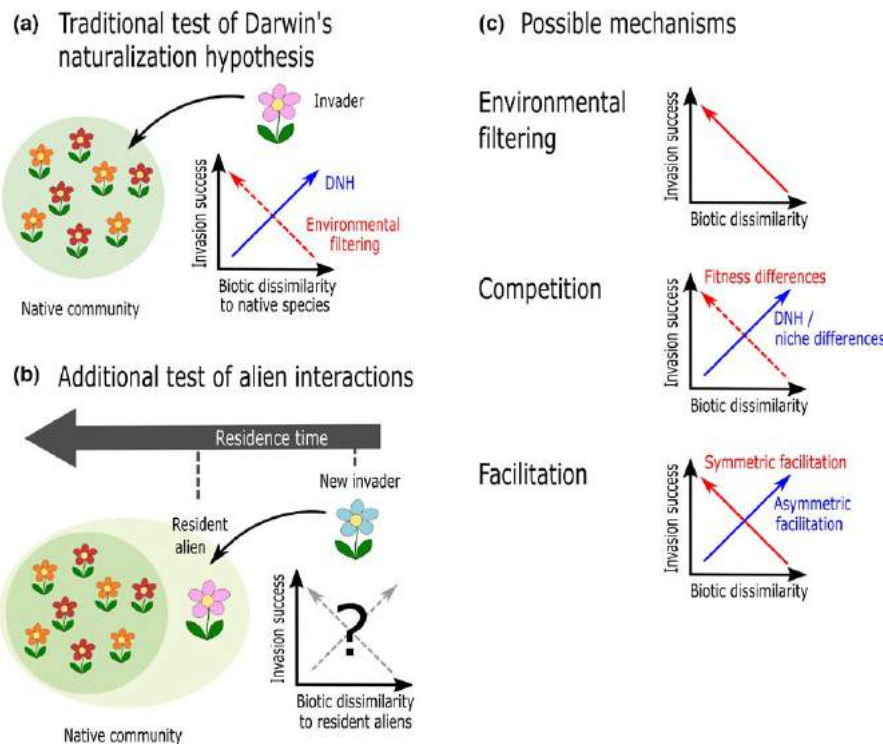 (a) Traditional test of Darwin's
naturalization hypothesis
Invader
Native community
Invasion success
DNH
Environmental
filtering
Biotic dissimilarity
to native species
(b) Additional test of alien interactions
Residence time
New invader
Resident
alien
Native community
Invasion success
?
Biotic dissimilarity
to resident aliens
(c) Possible mechanisms
Environmental
filtering
Invasion success
Biotic dissimilarity
Competition
Invasion success
Fitness differences
DNH /
niche differences
Biotic dissimilarity
Facilitation
Invasion success
Symmetric facilitation
Asymmetric
facilitation
Biotic dissimilarity